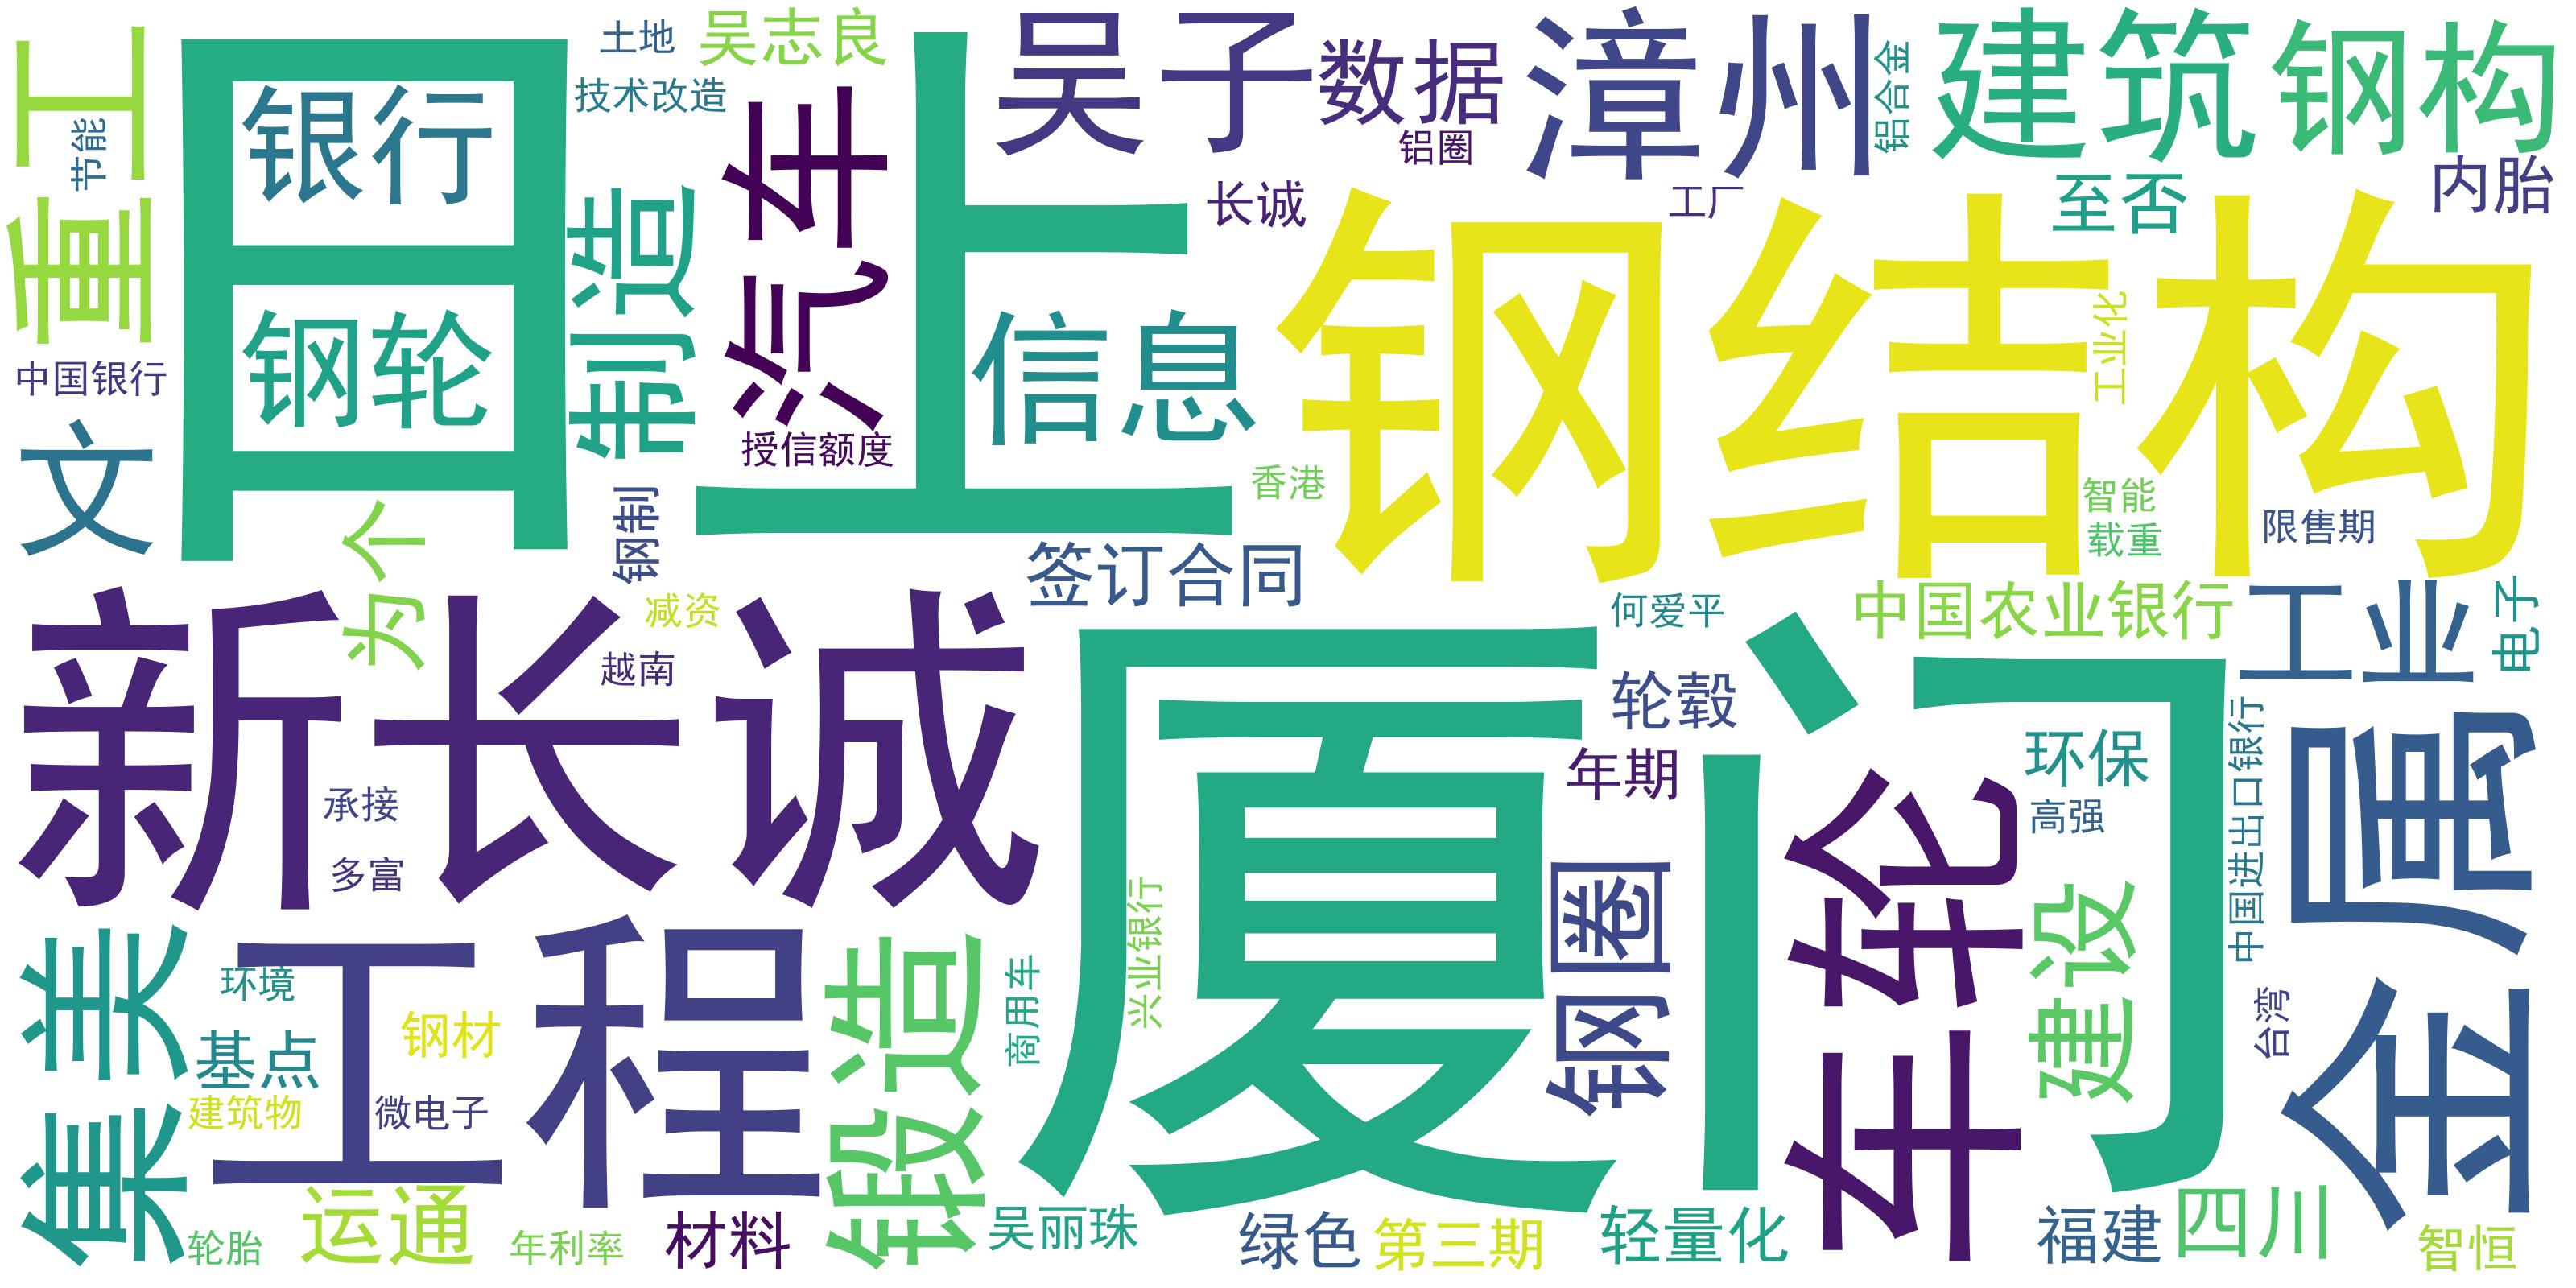 日上
钢结构
厦门
新长诚
工程
金属
车轮
漳州
吴子
建筑
钢构
汽车
重工
银行
钢轮
制造
信息
数据
集美
锻造
钢圈
工业
文
建设
运通
四川
吴志良
土地
技术改造
节能
铝圈
铝合金
长诚
工厂
至否
内胎
中国银行
授信额度
为个
钢制
香港
工业化
智能
载重
限售期
签订合同
减资
越南
何爱平
中国农业银行
电子
轮毂
年期
环保
高强
中国进出口银行
承接
多富
兴业银行
商用车
环境
基点
钢材
建筑物
微电子
台湾
轮胎
年利率
材料
吴丽珠
绿色
第三期
轻量化
福建
智恒